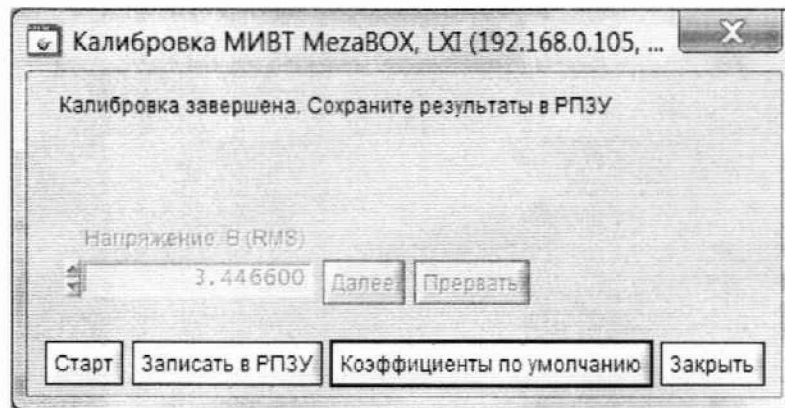 Калибровка МИВТ MezaBOX, LXI (192.168.0.105, ...
Калибровка завершена. Сохраните результаты в РПЗУ
Напряжение, В (RMS)
3.446600 Далее Прервать
Старт Записать в РПЗУ Коэффициенты по умолчанию Закрыть